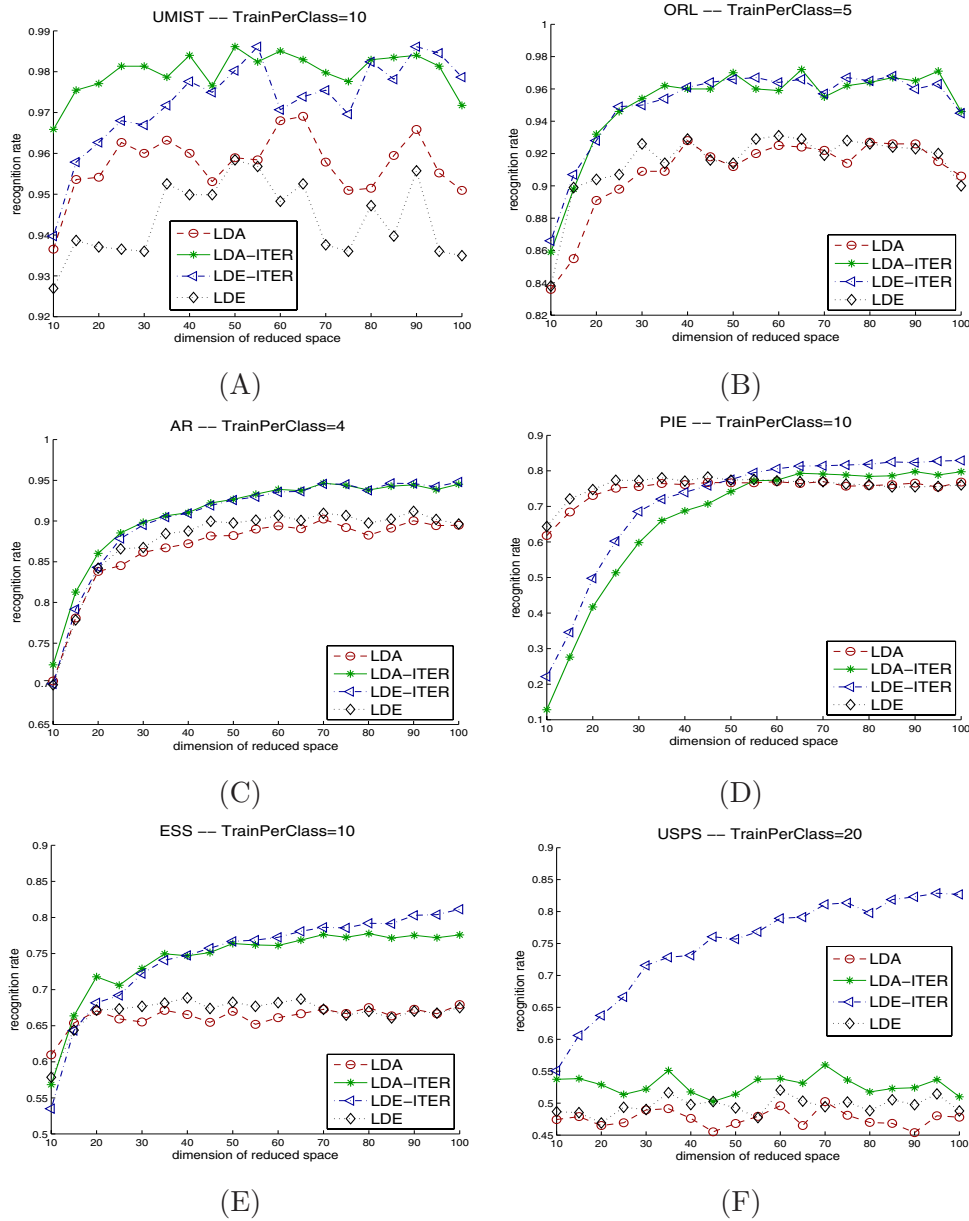 UMIST -- TrainPerClass=10
0.99
0.98
0.97
0.96
0.95
0.94
0.93
0.92
recognition rate
LDA
LDA-ITER
LDE-ITER
LDE
10 20 30 40 50 60 70 80 90 100
dimension of reduced space
(A)
ORL -- TrainPerClass=5
1
0.98
0.96
0.94
0.92
0.9
0.88
0.86
0.84
0.82
recognition rate
LDA
LDA-ITER
LDE-ITER
LDE
10 20 30 40 50 60 70 80 90 100
dimension of reduced space
(B)
AR -- TrainPerClass=4
1
0.95
0.9
0.85
0.8
0.75
0.7
0.65
recognition rate
LDA
LDA-ITER
LDE-ITER
LDE
10 20 30 40 50 60 70 80 90 100
dimension of reduced space
(C)
PIE -- TrainPerClass=10
0.9
0.8
0.7
0.6
0.5
0.4
0.3
0.2
0.1
recognition rate
LDA
LDA-ITER
LDE-ITER
LDE
10 20 30 40 50 60 70 80 90 100
dimension of reduced space
(D)
ESS -- TrainPerClass=10
0.9
0.85
0.8
0.75
0.7
0.65
0.6
0.55
0.5
recognition rate
LDA
LDA-ITER
LDE-ITER
LDE
10 20 30 40 50 60 70 80 90 100
dimension of reduced space
(E)
USPS -- TrainPerClass=20
0.9
0.85
0.8
0.75
0.7
0.65
0.6
0.55
0.5
0.45
recognition rate
LDA
LDA-ITER
LDE-ITER
LDE
10 20 30 40 50 60 70 80 90 100
dimension of reduced space
(F)